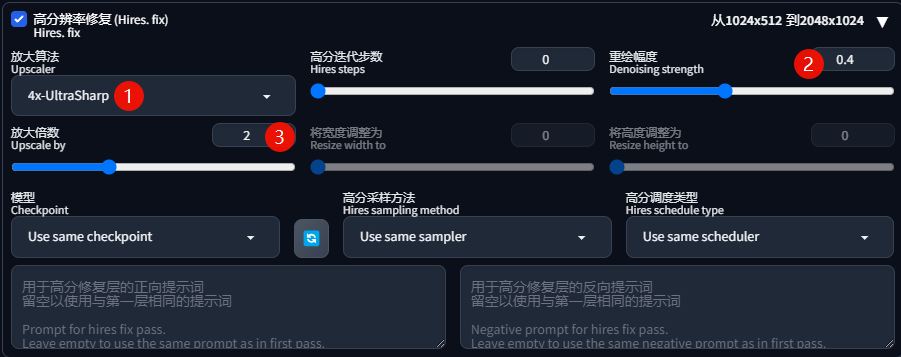 高分辨率修复 (Hires. fix)
Hires. fix
从1024x512 到2048x1024
放大算法
Upscaler
4x-UltraSharp
1
高分迭代步数
Hires steps
0
重绘幅度
Denoising strength
2
0.4
放大倍数
Upscale by
2
3
将宽度调整为
Resize width to
0
将高度调整为
Resize height to
0
模型
Checkpoint
Use same checkpoint
高分采样方法
Hires sampling method
Use same sampler
高分调度类型
Hires schedule type
Use same scheduler
用于高分修复层的正向提示词
留空以使用与第一层相同的提示词
Prompt for hires fix pass.
Leave empty to use the same prompt as in first pass.
用于高分修复层的反向提示词
留空以使用与第一层相同的提示词
Negative prompt for hires fix pass.
Leave empty to use the same negative prompt as in first pass.